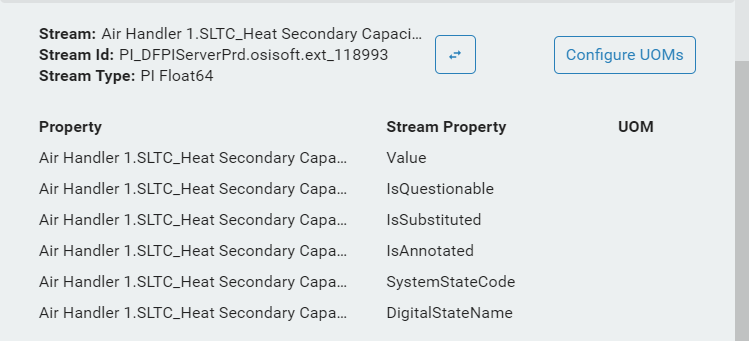 Stream: Air Handler 1.SLTC_Heat Secondary Capaci...
Stream Id: PI_DFPIServerPrd.osisoft.ext_118993
Stream Type: PI Float64
Configure UOMs
Property Stream Property UOM
Air Handler 1.SLTC_Heat Secondary Capa... Value
Air Handler 1.SLTC_Heat Secondary Capa... IsQuestionable
Air Handler 1.SLTC_Heat Secondary Capa... IsSubstituted
Air Handler 1.SLTC_Heat Secondary Capa... IsAnnotated
Air Handler 1.SLTC_Heat Secondary Capa... SystemStateCode
Air Handler 1.SLTC_Heat Secondary Capa... DigitalStateName